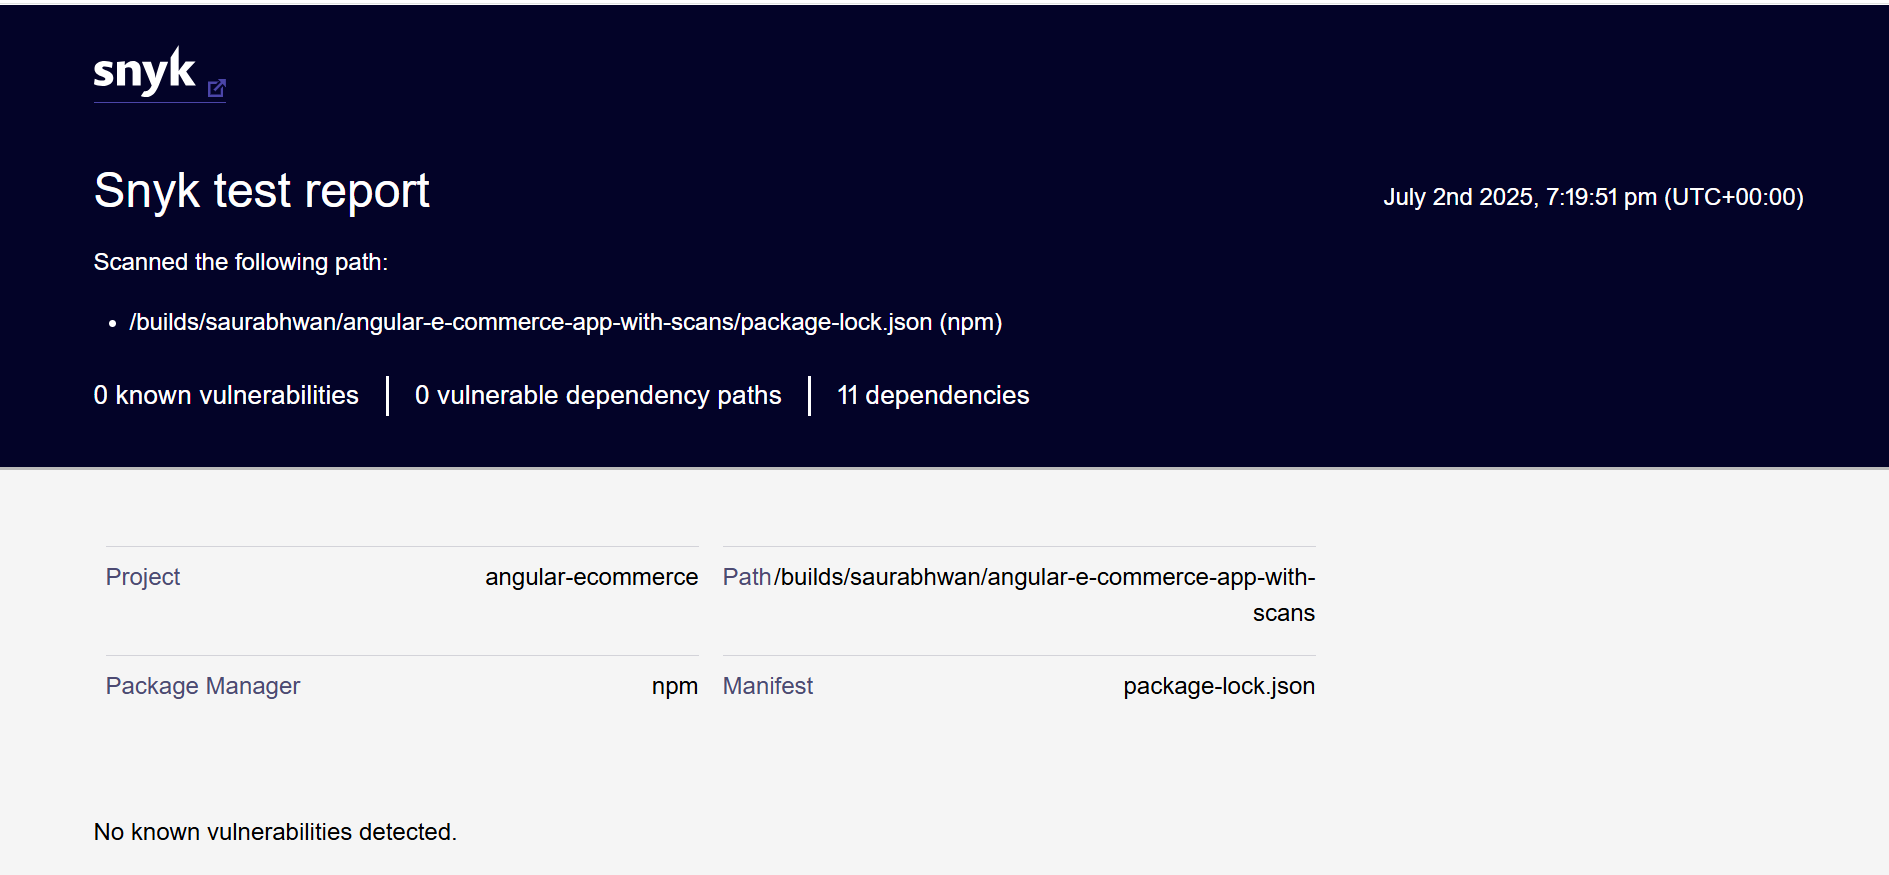 snyk
Snyk test report
July 2nd 2025, 7:19:51 pm (UTC+00:00)
Scanned the following path:
• /builds/saurabhwan/angular-e-commerce-app-with-scans/package-lock.json (npm)
0 known vulnerabilities
0 vulnerable dependency paths
11 dependencies
Project angular-ecommerce
Path /builds/saurabhwan/angular-e-commerce-app-with-
scans
Package Manager npm
Manifest package-lock.json
No known vulnerabilities detected.